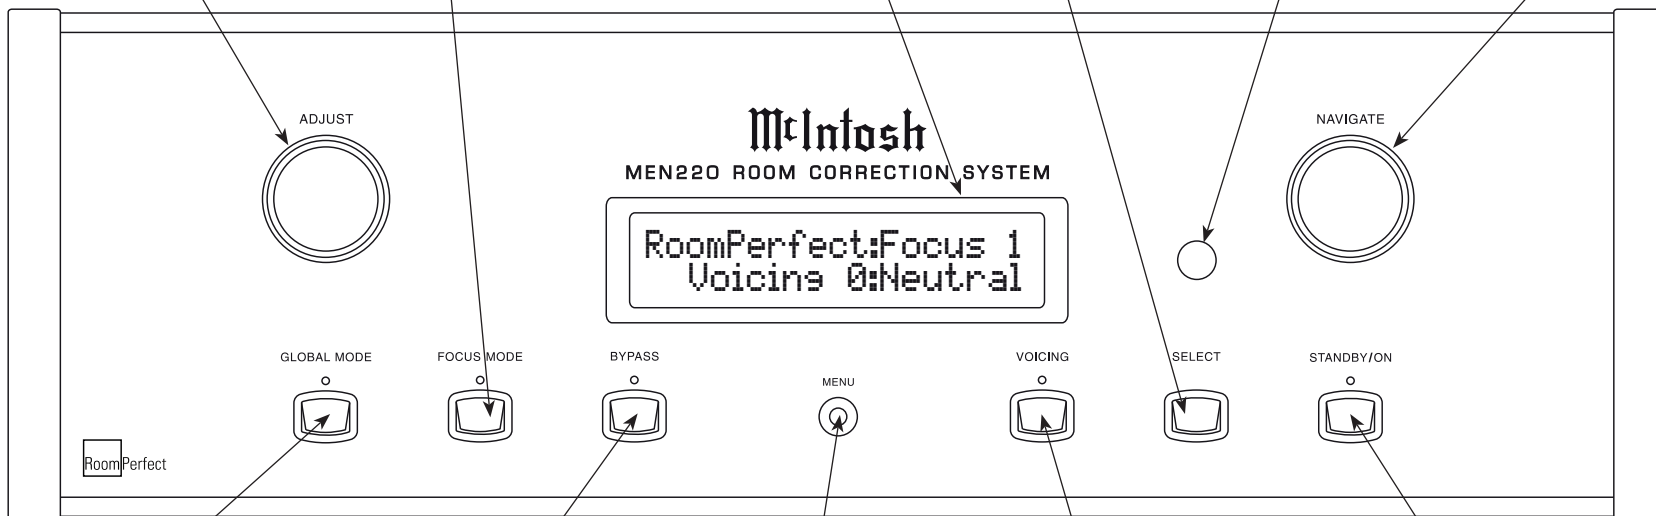 ADJUST
NAVIGATE
McIntosh
MEN220 ROOM CORRECTION SYSTEM
RoomPerfect:Focus 1
Voicing 0:Neutral
GLOBAL MODE
FOCUS MODE
BYPASS
MENU
VOICING
SELECT
STANDBY/ON
RoomPerfect